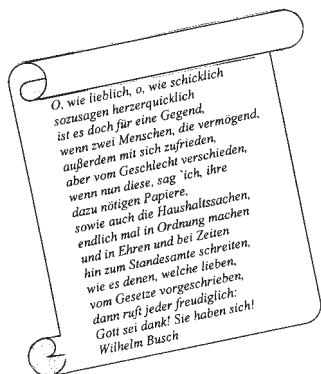 O, wie lieblich, o, wie schicklich
sozusagen herzerquicklich
ist es doch für eine Gegend,
wenn zwei Menschen, die vermögend,
außerdem mit sich zufrieden,
aber vom Geschlecht verschieden,
wenn nun diese, sag `ich, ihre
dazu nötigen Papiere,
sowie auch die Haushaltssachen,
endlich mal in Ordnung machen
und in Ehren und bei Zeiten
hin zum Standesamte schreiten,
wie es denen, welche lieben,
vom Gesetze vorgeschrieben,
dann ruft jeder freudiglich:
Gott sei dank! Sie haben sich!
Wilhelm Busch